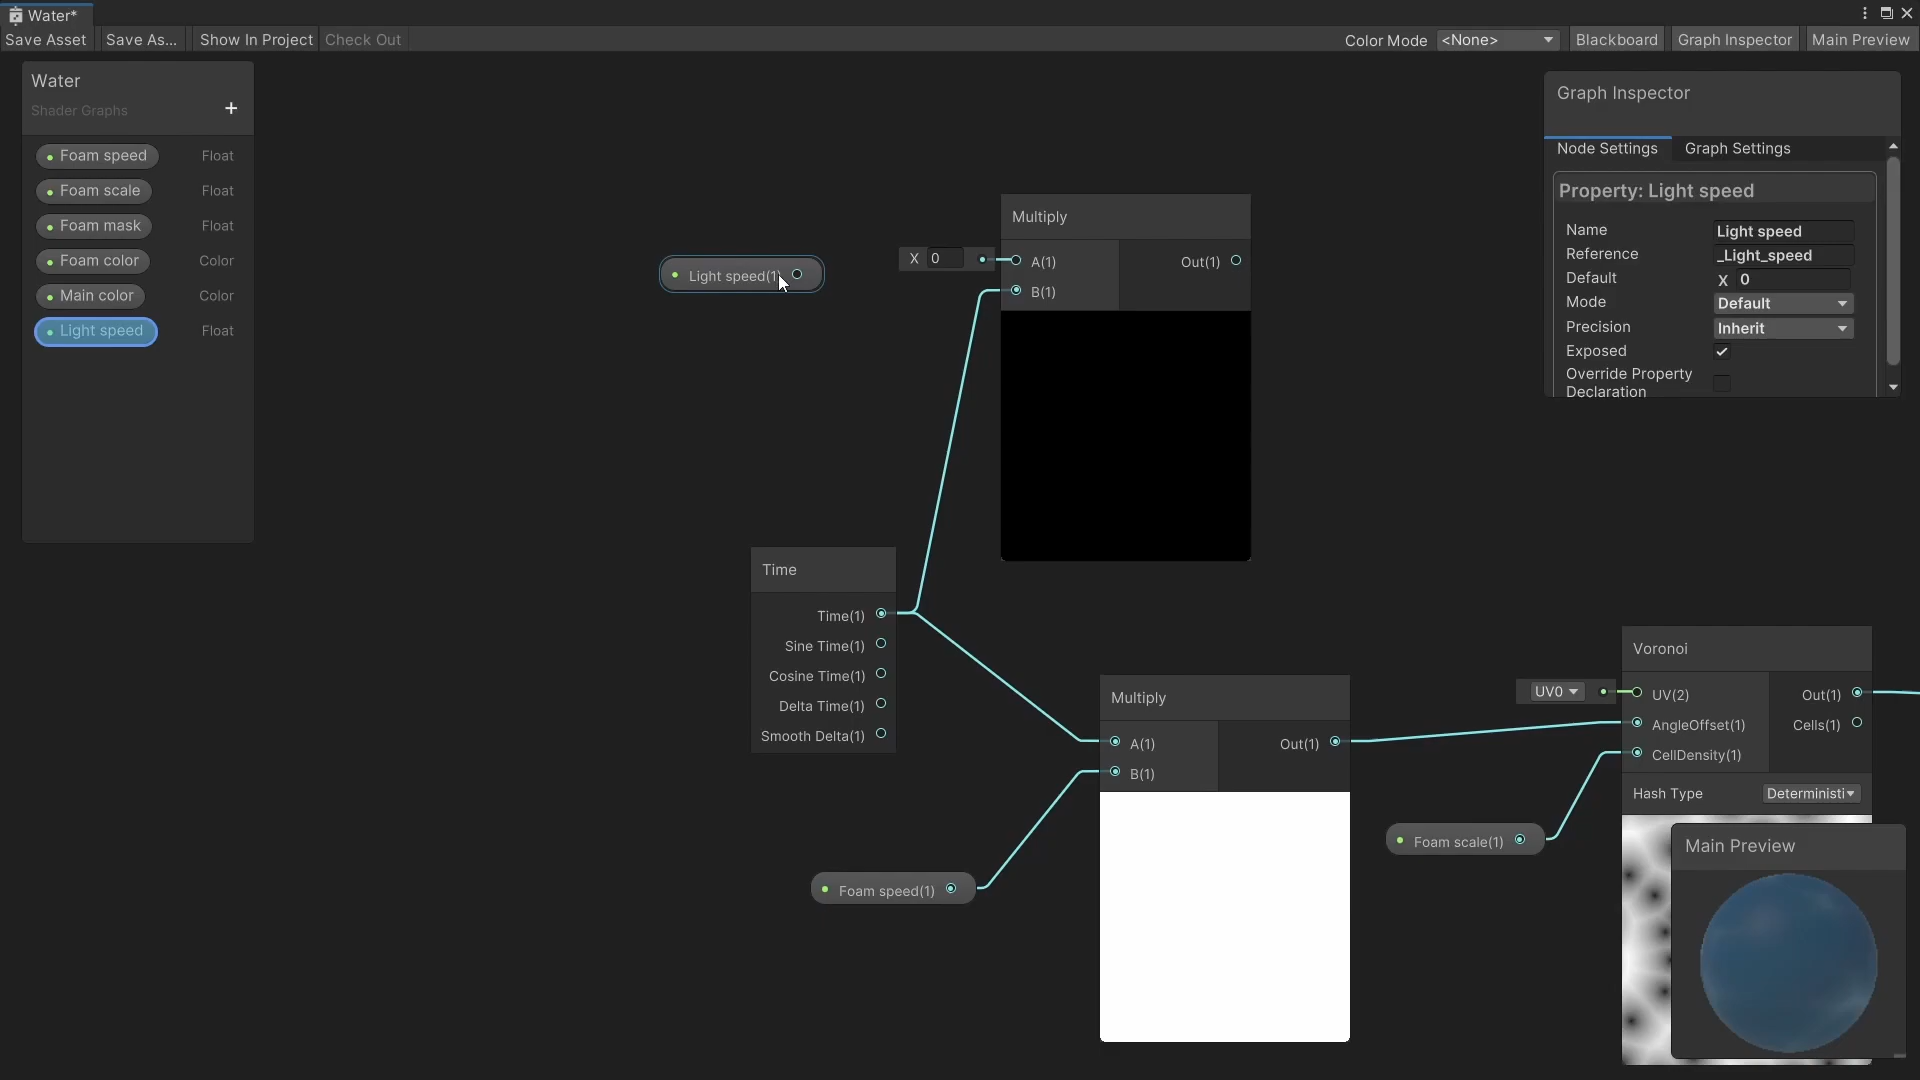 Water*
Save Asset
Save As...
Show In Project
Check Out
Color Mode
<None>
Blackboard
Graph Inspector
Main Preview
Water
Shader Graphs
+
Foam speed Float
Foam scale Float
Foam mask Float
Foam color Color
Main color Color
Light speed Float
Light speed(1)
X 0
Multiply
A(1)
Out(1)
B(1)
Time
Time(1)
Sine Time(1)
Cosine Time(1)
Delta Time(1)
Smooth Delta(1)
Foam speed(1)
Multiply
A(1)
Out(1)
B(1)
Foam scale(1)
UV0
Voronoi
UV(2)
Out(1)
AngleOffset(1)
Cells(1)
CellDensity(1)
Hash Type
Deterministi
Main Preview
Graph Inspector
Node Settings
Graph Settings
Property: Light speed
Name Light speed
Reference _Light_speed
Default X 0
Mode Default
Precision Inherit
Exposed
Override Property
Declaration